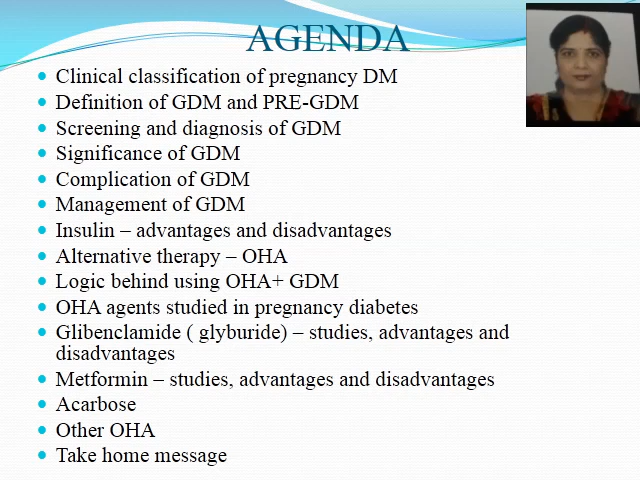 AGENDA
Clinical classification of pregnancy DM
Definition of GDM and PRE-GDM
Screening and diagnosis of GDM
Significance of GDM
Complication of GDM
Management of GDM
Insulin – advantages and disadvantages
Alternative therapy – OHA
Logic behind using OHA+ GDM
OHA agents studied in pregnancy diabetes
Glibenclamide ( glyburide) – studies, advantages and
disadvantages
Metformin – studies, advantages and disadvantages
Acarbose
Other OHA
Take home message